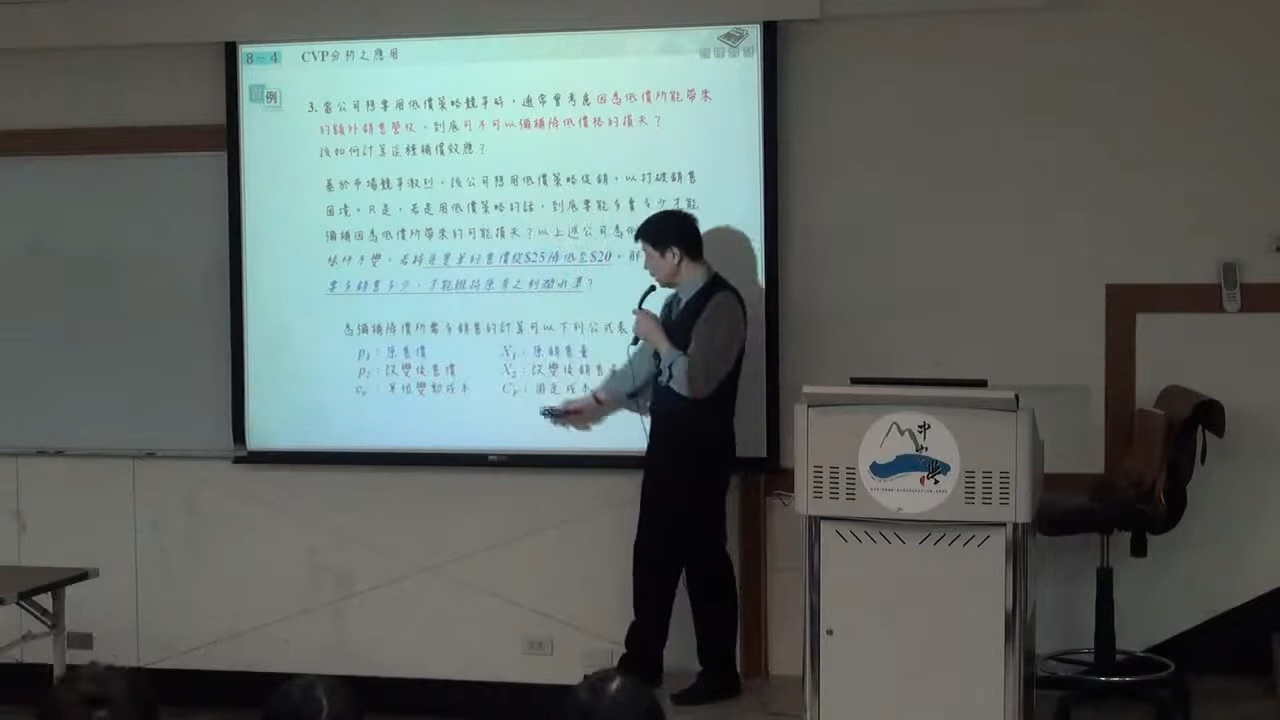 8-4 CVP分析之應用
例
3. 當公司想要用低價策略競爭時，通常會考慮因為低價所能帶來
的額外銷售營收，到底可不可以彌補降低價格的損失？
該如何計算這種補償效應？
基於市場競爭激烈，該公司想用低價策略促銷，以打破銷售
困境。只是，若是用低價策略的話，到底要能多賣多少才能
彌補因為低價所帶來的可能損失？以上述公司為例
條件不變，若將 的售價從$25降低至$20，
要多銷售多少，才能維持原有之利潤水準？
為彌補降價所需多銷售的計算可以下列公式表
p₁：原售價 X₁：原銷售量
p₂：改變後售價 X₂：改變後銷售
cᵥ：單位變動成本 C_F：固定成本
中山大學